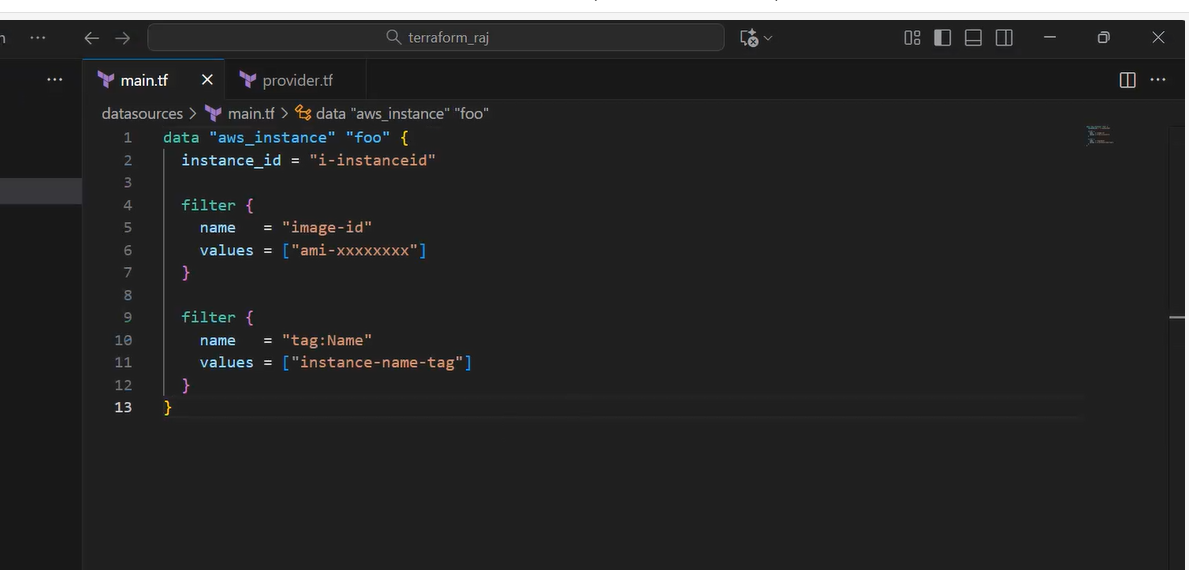 terraform_raj
main.tf
provider.tf
datasources > main.tf > data "aws_instance" "foo"
1 data "aws_instance" "foo" {
2 instance_id = "i-instanceid"
3
4 filter {
5 name   = "image-id"
6 values = ["ami-xxxxxxxx"]
7 }
8
9 filter {
10 name   = "tag:Name"
11 values = ["instance-name-tag"]
12 }
13 }